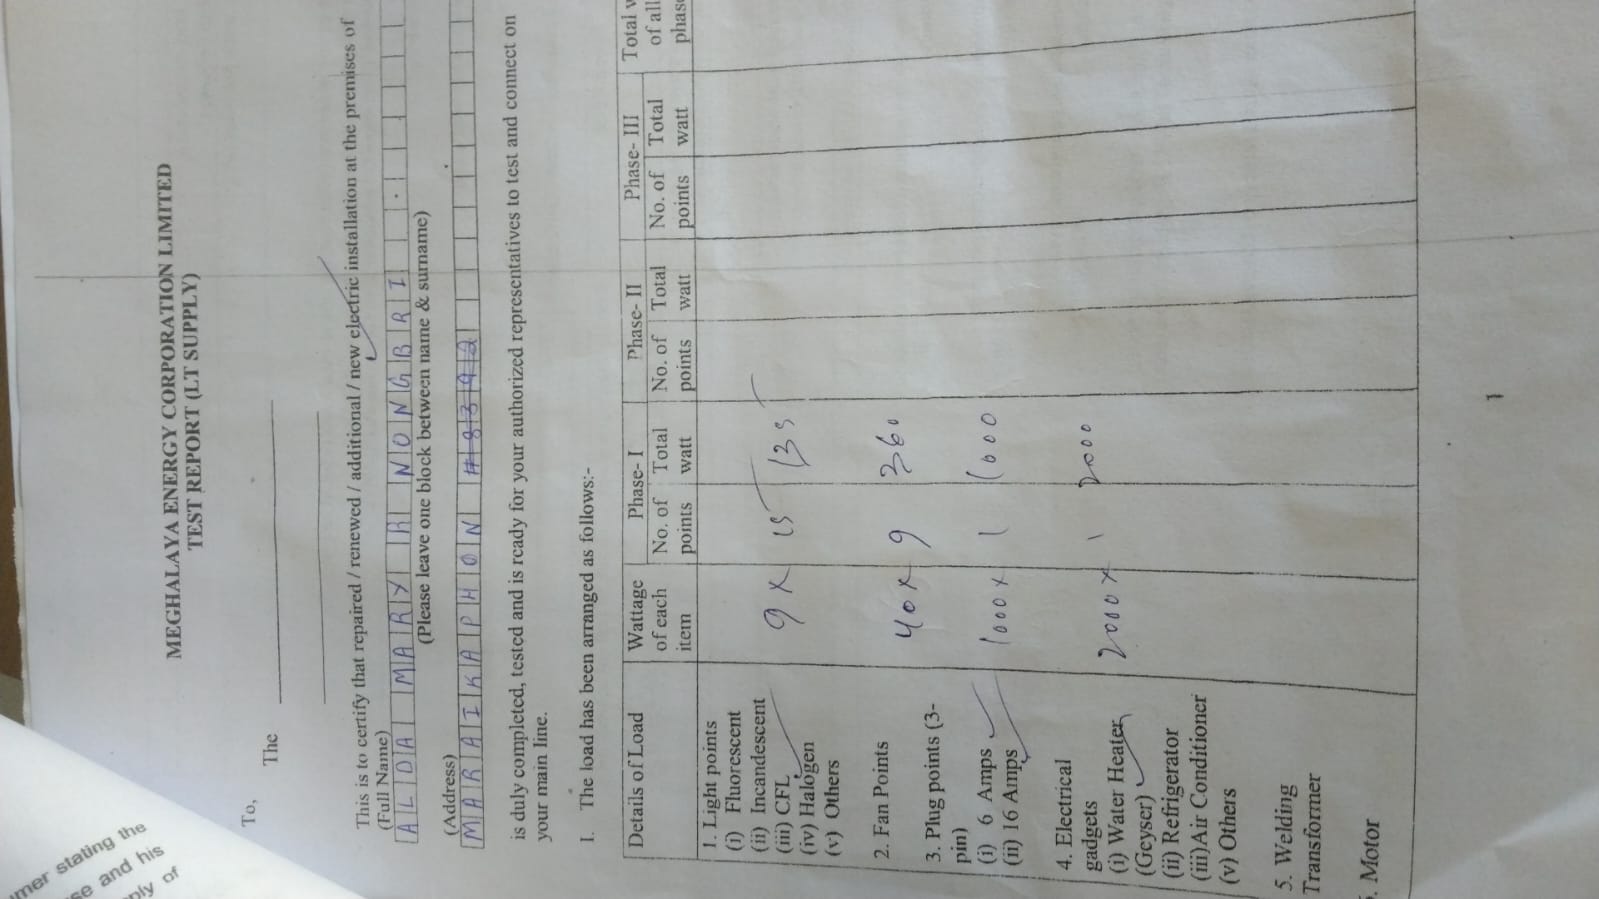 MEGHALAYA ENERGY CORPORATION LIMITED
TEST REPORT (LT SUPPLY)
To,
The
This is to certify that repaired / renewed / additional / new electric installation at the premises of
(Full Name)
ALDA MARY NONGBRI
(Please leave one block between name & surname)
(Address)
MARAIKAPHON
is duly completed, tested and is ready for your authorized representatives to test and connect on
your main line.
I. The load has been arranged as follows:-
Details of Load
Wattage of each item
Phase- I
No. of points
Total watt
Phase- II
No. of points
Total watt
Phase- III
No. of points
Total watt
Total
of all
1. Light points
(i) Fluorescent
(ii) Incandescent
(iii) CFL 9 x 15 135
(iv) Halogen
(v) Others
2. Fan Points 40 x 9 360
3. Plug points (3-
pin)
(i) 6 Amps 1000 x 1 1000
(ii) 16 Amps
4. Electrical
gadgets
(i) Water Heater 2000 x 1 2000
(Geyser)
(ii) Refrigerator
(iii) Air Conditioner
(v) Others
5. Welding
Transformer
. Motor
1
mer stating the
se and his
ply of